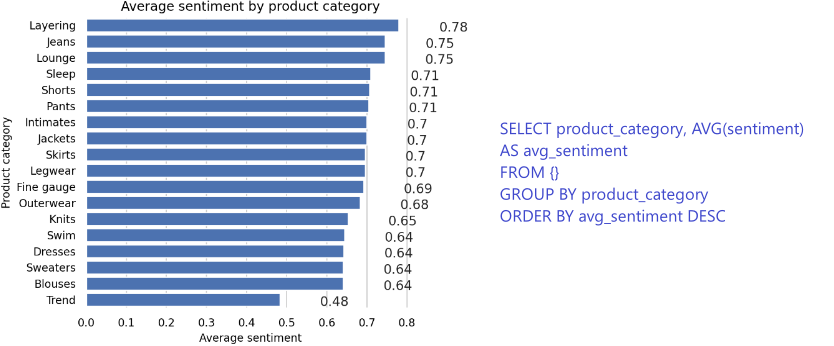 Average sentiment by product category
Product category
Layering 0.78
Jeans 0.75
Lounge 0.75
Sleep 0.71
Shorts 0.71
Pants 0.71
Intimates 0.7
Jackets 0.7
Skirts 0.7
Legwear 0.7
Fine gauge 0.69
Outerwear 0.68
Knits 0.65
Swim 0.64
Dresses 0.64
Sweaters 0.64
Blouses 0.64
Trend 0.48
0.0 0.1 0.2 0.3 0.4 0.5 0.6 0.7 0.8
Average sentiment
SELECT product_category, AVG(sentiment)
AS avg_sentiment
FROM {}
GROUP BY product_category
ORDER BY avg_sentiment DESC